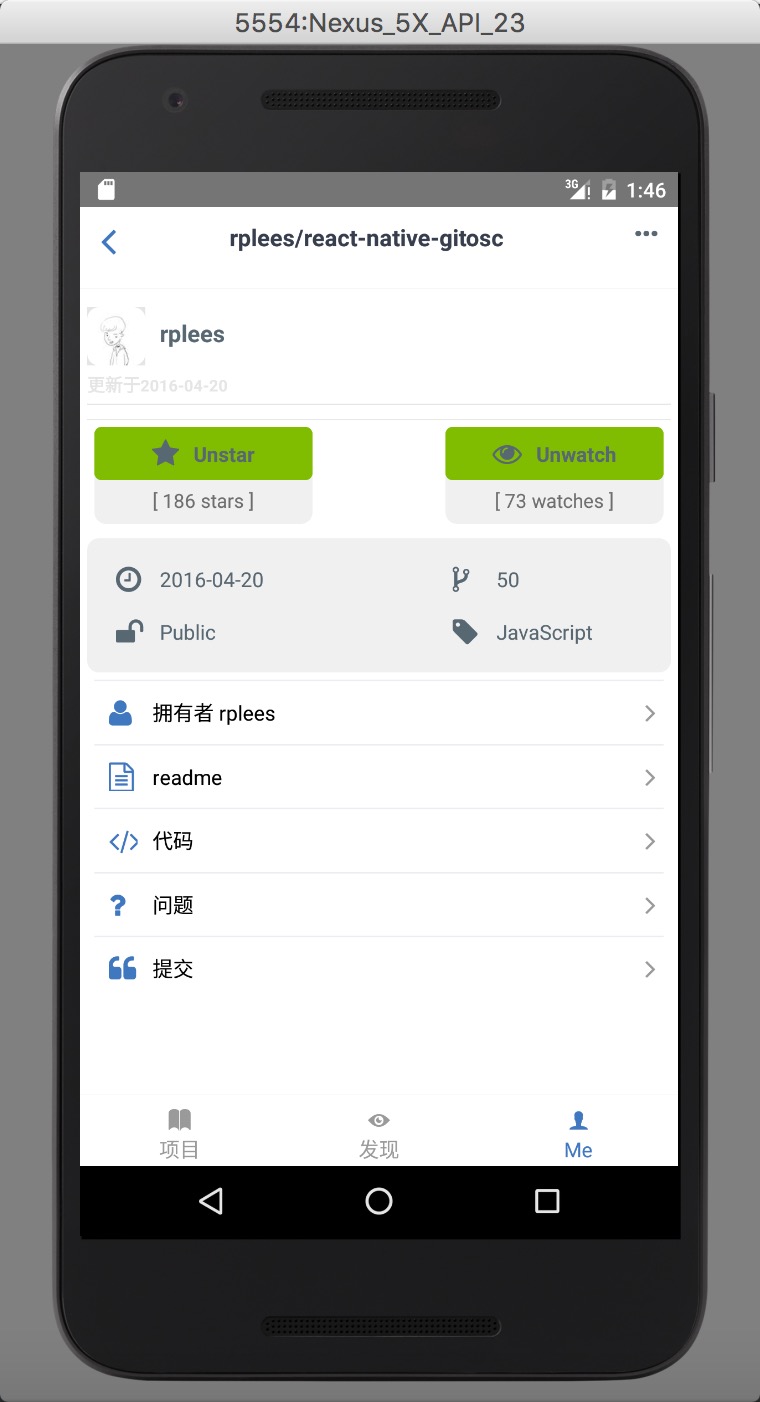 5554:Nexus_5X_API_23
3G 1:46
rplees/react-native-gitosc
rplees
更新于2016-04-20
Unstar Unwatch
[ 186 stars ] [ 73 watches ]
2016-04-20 50
Public JavaScript
拥有者 rplees
readme
代码
问题
提交
项目 发现 Me